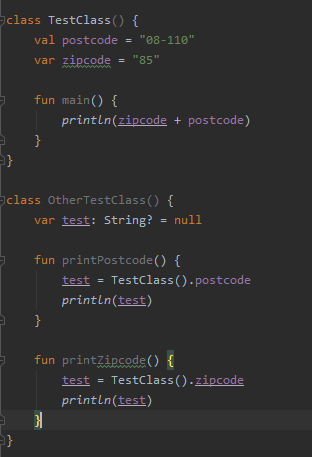 class TestClass() {
    val postcode = "08-110"
    var zipcode = "85"
    fun main() {
        println(zipcode + postcode)
    }
}
class OtherTestClass() {
    var test: String? = null
    fun printPostcode() {
        test = TestClass().postcode
        println(test)
    }
    fun printZipcode() {
        test = TestClass().zipcode
        println(test)
    }
}